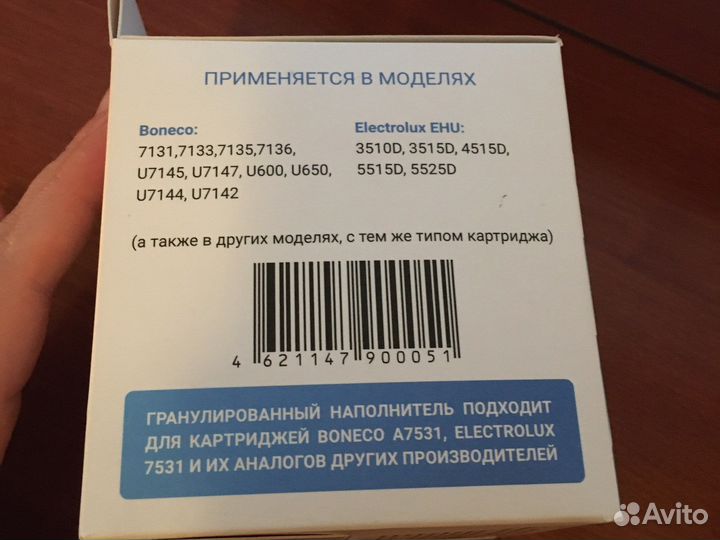 ПРИМЕНЯЕТСЯ В МОДЕЛЯХ
Boneco:
7131,7133,7135,7136,
U7145, U7147, U600, U650,
U7144, U7142
Electrolux EHU:
3510D, 3515D, 4515D,
5515D, 5525D
(а также в других моделях, с тем же типом картриджа)
4 621147 900051
ГРАНУЛИРОВАННЫЙ НАПОЛНИТЕЛЬ ПОДХОДИТ
ДЛЯ КАРТРИДЖЕЙ BONECO A7531, ELECTROLUX
7531 И ИХ АНАЛОГОВ ДРУГИХ ПРОИЗВОДИТЕЛЕЙ
Avito